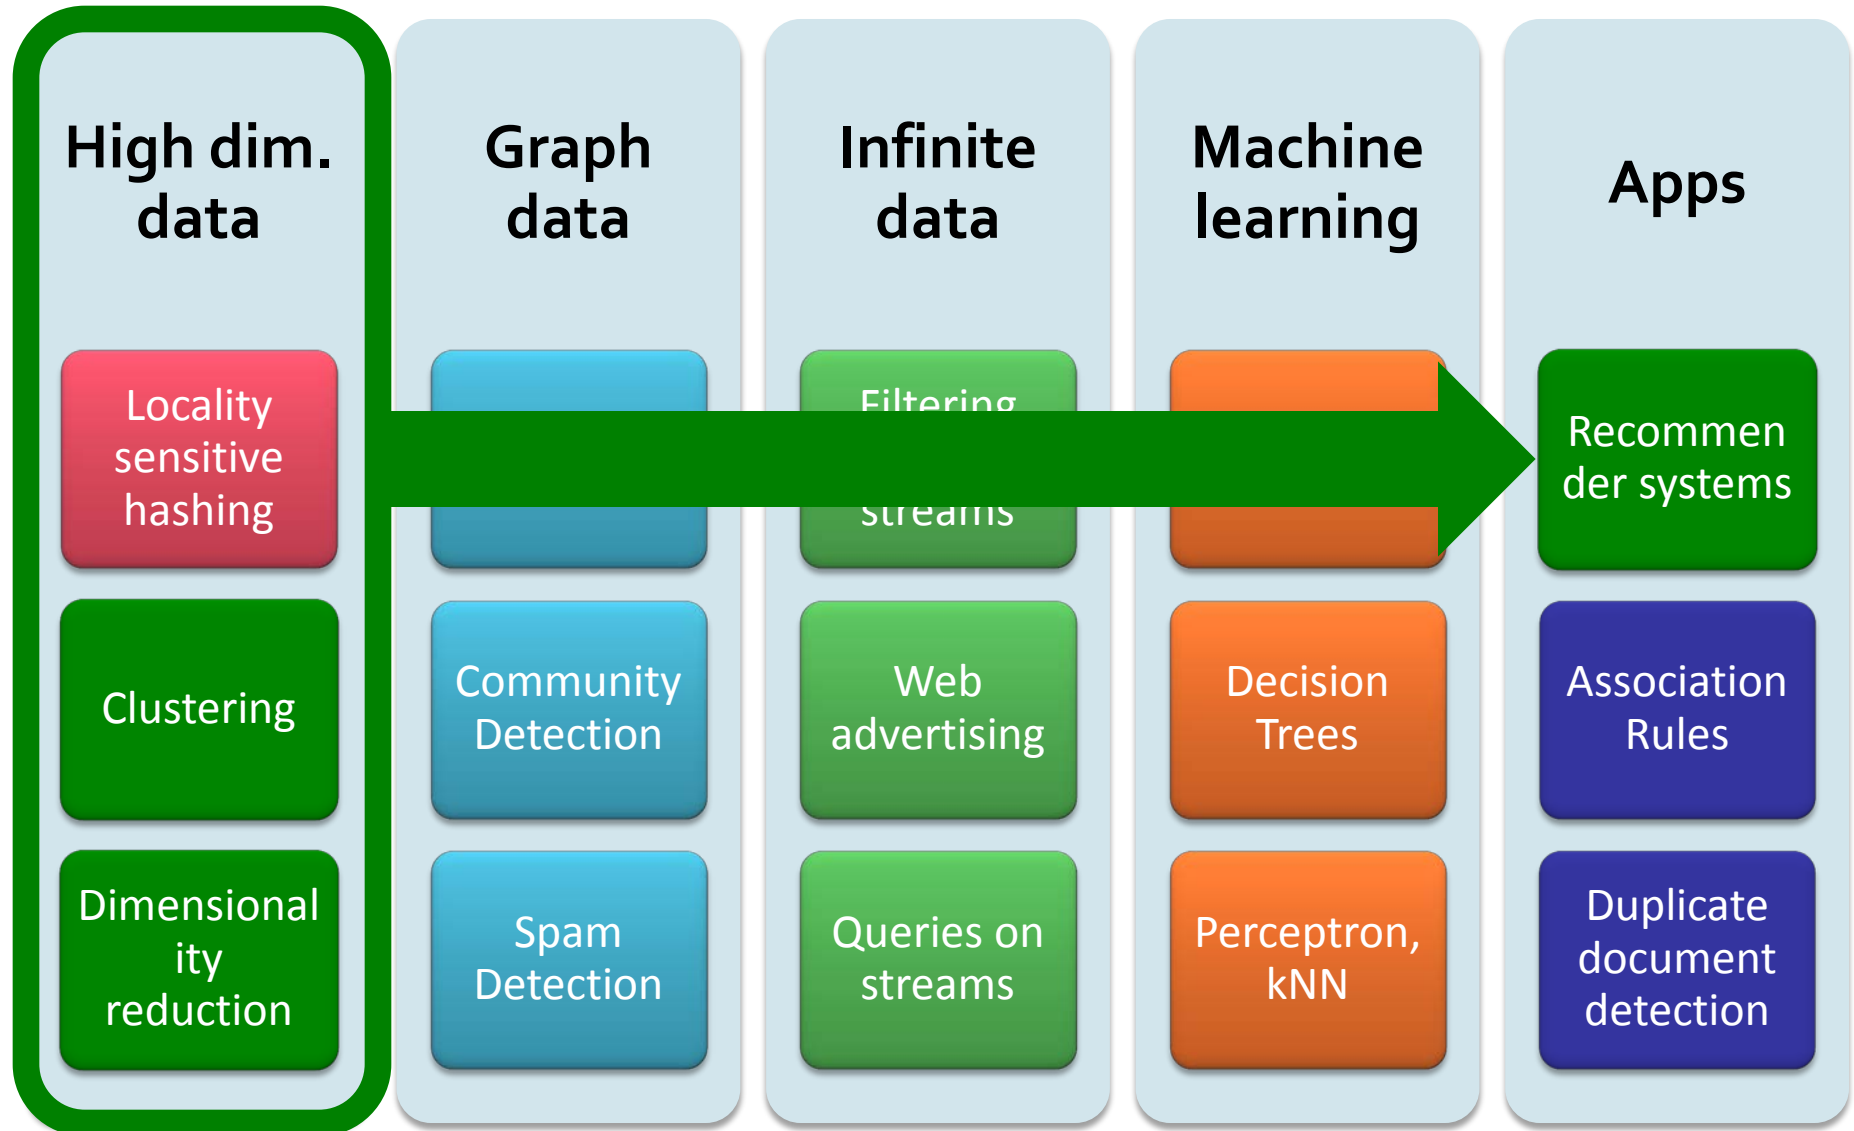 High dim.
data
Graph
data
Infinite
data
Machine
learning
Apps
Locality
sensitive
hashing
Filtering
streams
Recommen
der systems
Clustering
Community
Detection
Web
advertising
Decision
Trees
Association
Rules
Dimensional
ity
reduction
Spam
Detection
Queries on
streams
Perceptron,
kNN
Duplicate
document
detection